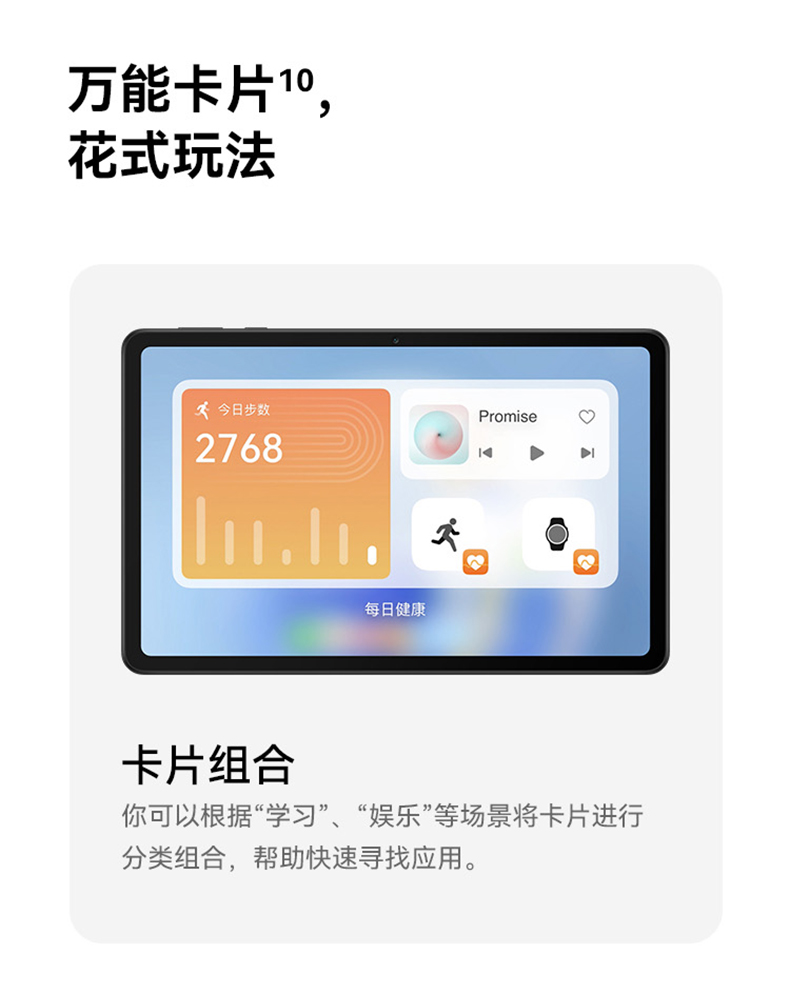 万能卡片¹⁰，
花式玩法
今日步数
2768
Promise
每日健康
卡片组合
你可以根据“学习”、“娱乐”等场景将卡片进行
分类组合，帮助快速寻找应用。